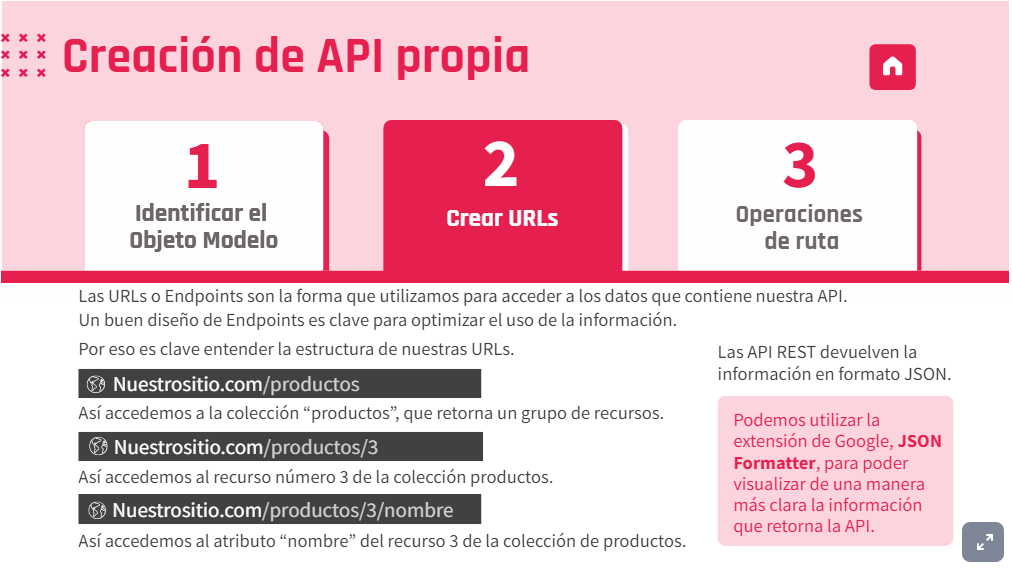 Creación de API propia
1
Identificar el
Objeto Modelo
2
Crear URLs
3
Operaciones
de ruta
Las URLs o Endpoints son la forma que utilizamos para acceder a los datos que contiene nuestra API.
Un buen diseño de Endpoints es clave para optimizar el uso de la información.
Por eso es clave entender la estructura de nuestras URLs.
Nuestrositio.com/productos
Así accedemos a la colección “productos”, que retorna un grupo de recursos.
Nuestrositio.com/productos/3
Así accedemos al recurso número 3 de la colección productos.
Nuestrositio.com/productos/3/nombre
Así accedemos al atributo “nombre” del recurso 3 de la colección de productos.
Las API REST devuelven la
información en formato JSON.
Podemos utilizar la
extensión de Google, JSON
Formatter, para poder
visualizar de una manera
más clara la información
que retorna la API.